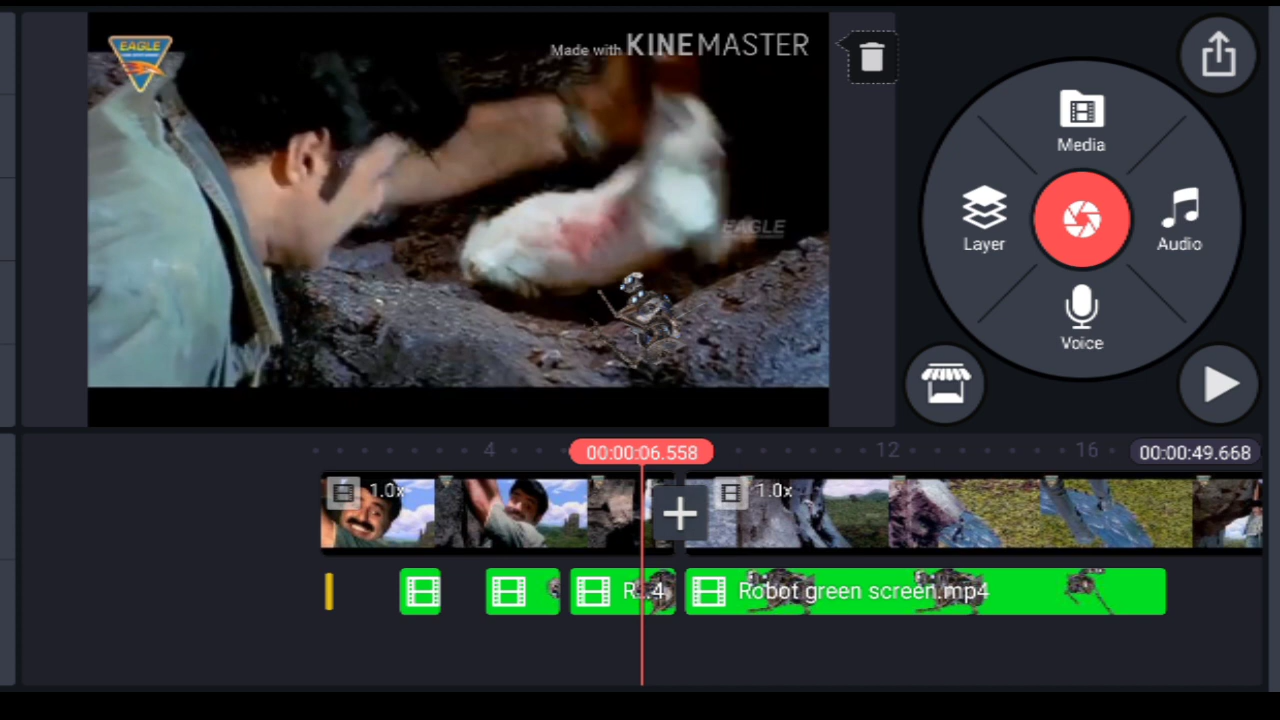 EAGLE
Made with KINEMASTER
EAGLE
Media
Layer
Audio
Voice
4
00:00:06.558
12
16
00:00:49.668
1.0x
1.0x
R...4
Robot green screen.mp4